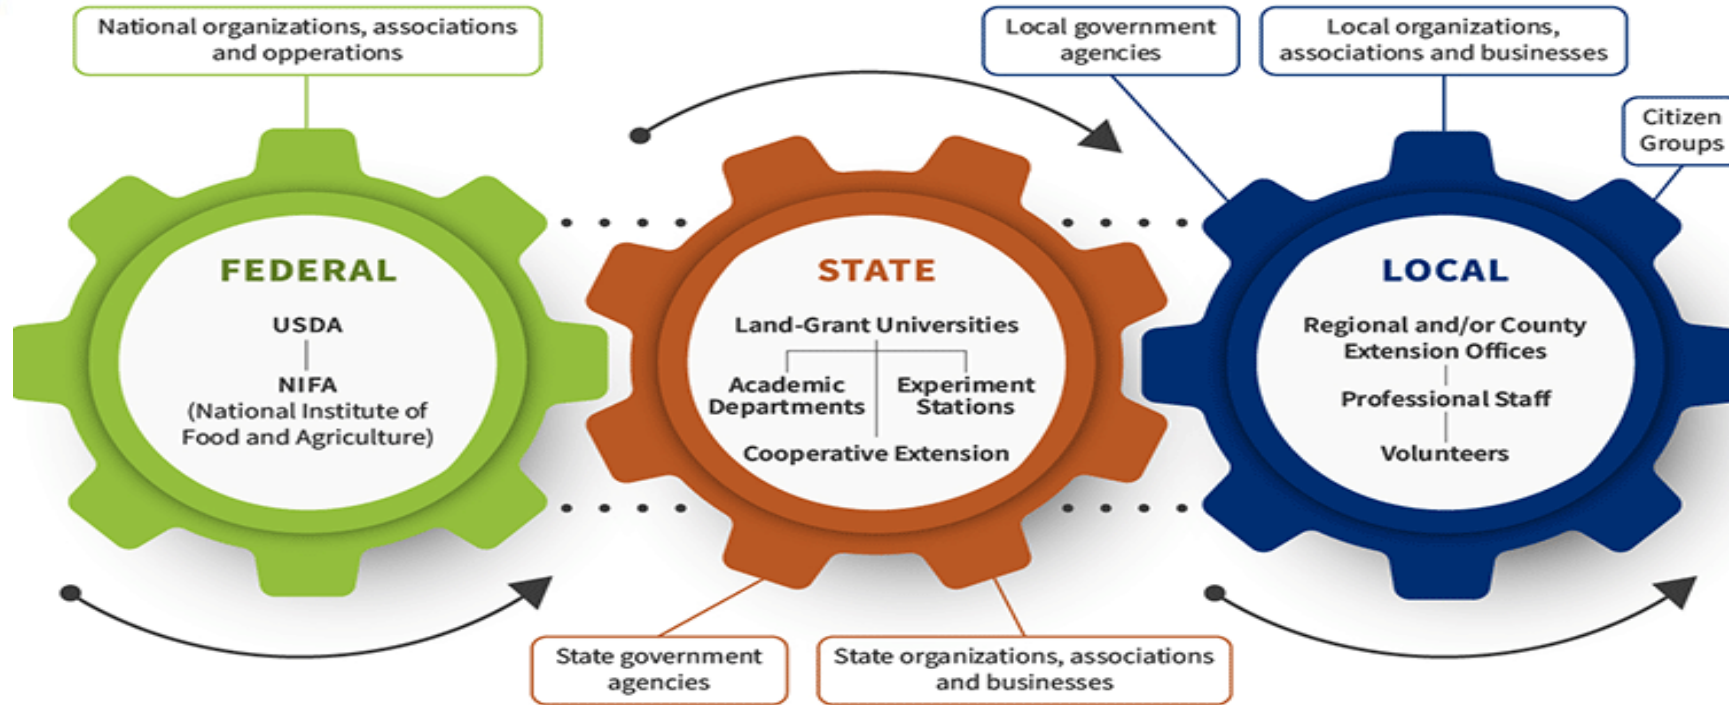 National organizations, associations
and opperations
Local government
agencies
Local organizations,
associations and businesses
Citizen
Groups
FEDERAL
USDA
NIFA
(National Institute of
Food and Agriculture)
STATE
Land-Grant Universities
Academic
Departments
Experiment
Stations
Cooperative Extension
LOCAL
Regional and/or County
Extension Offices
Professional Staff
Volunteers
State government
agencies
State organizations, associations
and businesses